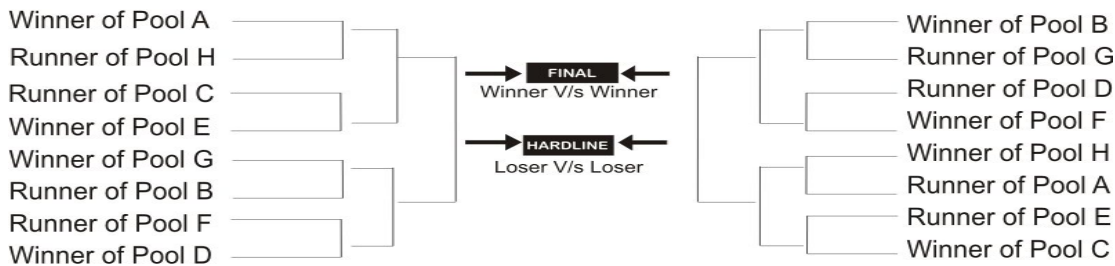 Winner of Pool A
Runner of Pool H
Runner of Pool C
Winner of Pool E
Winner of Pool G
Runner of Pool B
Runner of Pool F
Winner of Pool D
FINAL
Winner V/s Winner
HARDLINE
Loser V/s Loser
Winner of Pool B
Runner of Pool G
Runner of Pool D
Winner of Pool F
Winner of Pool H
Runner of Pool A
Runner of Pool E
Winner of Pool C